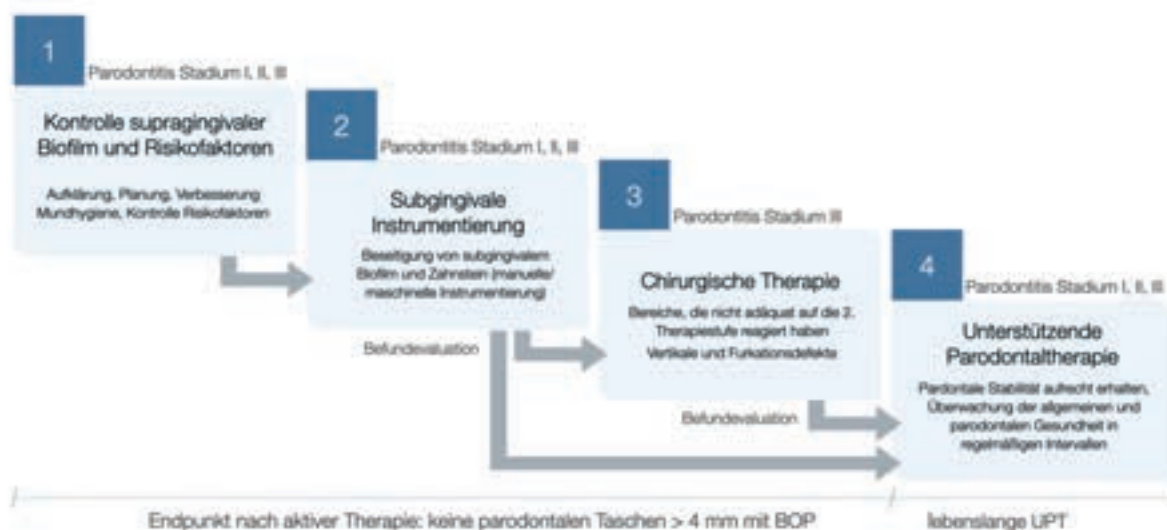 1
Parodontitis Stadium I, II, III
Kontrolle supragingivaler
Biofilm und Risikofaktoren
Aufklärung, Planung, Verbesserung
Mundhygiene, Kontrolle Risikofaktoren
2
Parodontitis Stadium I, II, III
Subgingivale
Instrumentierung
Beseitigung von subgingivalem
Biofilm und Zahnstein (manuelle/
maschinelle Instrumentierung)
Befundevaluation
3
Parodontitis Stadium III
Chirurgische Therapie
Bereiche, die nicht adäquat auf die 2.
Therapiestufe reagiert haben
Vertikale und Furkationsdefekte
Befundevaluation
4
Parodontitis Stadium I, II, III
Unterstützende
Parodontaltherapie
Pardontale Stabilität aufrecht erhalten,
Überwachung der allgemeinen und
parodontalen Gesundheit in
regelmäßigen Intervallen
Endpunkt nach aktiver Therapie: keine parodontalen Taschen > 4 mm mit BOP
lebenslange UPT